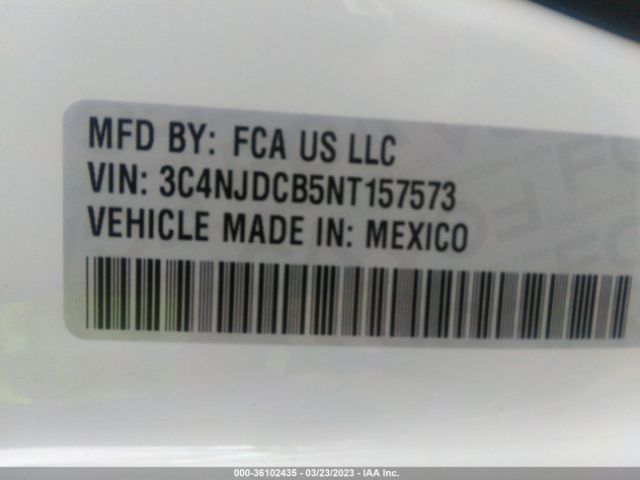 MFD BY: FCA US LLC
VIN: 3C4NJDCB5NT157573
VEHICLE MADE IN: MEXICO
000-36102435 - 03/23/2023 - IAA Inc.